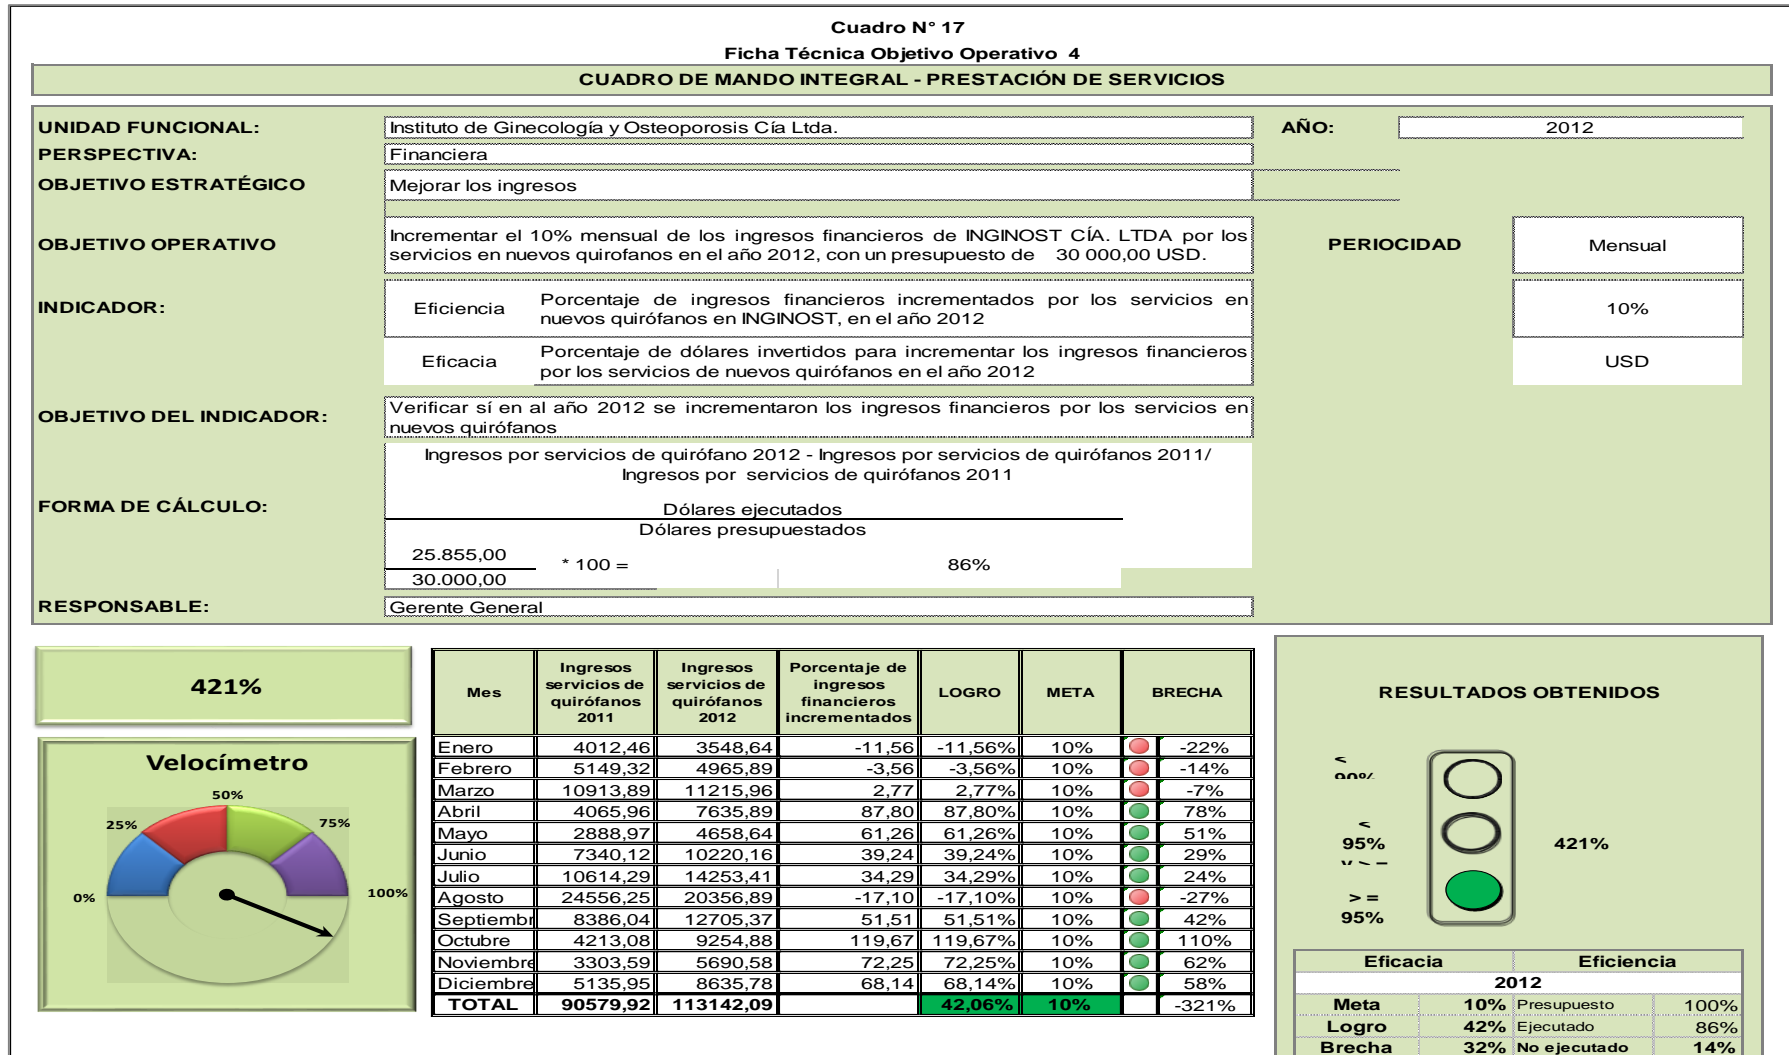 Cuadro N° 17
Ficha Técnica Objetivo Operativo 4
CUADRO DE MANDO INTEGRAL - PRESTACIÓN DE SERVICIOS
UNIDAD FUNCIONAL: Instituto de Ginecología y Osteoporosis Cía Ltda. AÑO: 2012
PERSPECTIVA: Financiera
OBJETIVO ESTRATÉGICO Mejorar los ingresos
OBJETIVO OPERATIVO
Incrementar el 10% mensual de los ingresos financieros de INGINOST CÍA. LTDA por los
servicios en nuevos quirofanos en el año 2012, con un presupuesto de 30 000,00 USD.
PERIOCIDAD Mensual
INDICADOR:
Eficiencia
Porcentaje de ingresos financieros incrementados por los servicios en
nuevos quirófanos en INGINOST, en el año 2012
10%
Eficacia
Porcentaje de dólares invertidos para incrementar los ingresos financieros
por los servicios de nuevos quirófanos en el año 2012
USD
OBJETIVO DEL INDICADOR:
Verificar sí en al año 2012 se incrementaron los ingresos financieros por los servicios en
nuevos quirófanos
FORMA DE CÁLCULO:
Ingresos por servicios de quirófano 2012 - Ingresos por servicios de quirófanos 2011/
Ingresos por servicios de quirófanos 2011
Dólares ejecutados
Dólares presupuestados
25.855,00
* 100 = 86%
30.000,00
RESPONSABLE: Gerente General
421%
Velocímetro
0%
25%
50%
75%
100%
Mes
Ingresos
servicios de
quirófanos
2011
Ingresos
servicios de
quirófanos
2012
Porcentaje de
ingresos
financieros
incrementados
LOGRO
META
BRECHA
Enero 4012,46 3548,64 -11,56 -11,56% 10% -22%
Febrero 5149,32 4965,89 -3,56 -3,56% 10% -14%
Marzo 10913,89 11215,96 2,77 2,77% 10% -7%
Abril 4065,96 7635,89 87,80 87,80% 10% 78%
Mayo 2888,97 4658,64 61,26 61,26% 10% 51%
Junio 7340,12 10220,16 39,24 39,24% 10% 29%
Julio 10614,29 14253,41 34,29 34,29% 10% 24%
Agosto 24556,25 20356,89 -17,10 -17,10% 10% -27%
Septiembr 8386,04 12705,37 51,51 51,51% 10% 42%
Octubre 4213,08 9254,88 119,67 119,67% 10% 110%
Noviembre 3303,59 5690,58 72,25 72,25% 10% 62%
Diciembre 5135,95 8635,78 68,14 68,14% 10% 58%
TOTAL 90579,92 113142,09 42,06% 10% -321%
RESULTADOS OBTENIDOS
<
90%
<
95%
y > =
421%
> =
95%
Eficacia Eficiencia
2012
Meta 10% Presupuesto 100%
Logro 42% Ejecutado 86%
Brecha 32% No ejecutado 14%